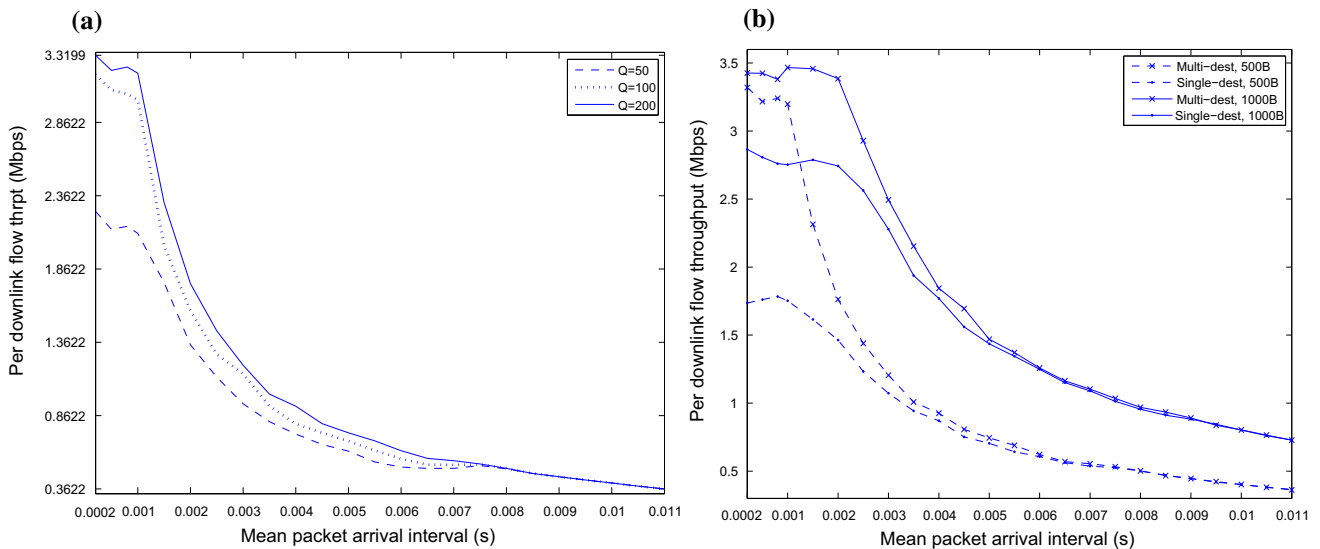 (a)
Per downlink flow thrpt (Mbps)
3.3199
2.8622
2.3622
1.8622
1.3622
0.8622
0.3622
Q=50
Q=100
Q=200
0.0002 0.001 0.002 0.003 0.004 0.005 0.006 0.007 0.008 0.009 0.01 0.011
Mean packet arrival interval (s)
(b)
Per downlink flow throughput (Mbps)
3.5
3
2.5
2
1.5
1
0.5
Multi-dest, 500B
Single-dest, 500B
Multi-dest, 1000B
Single-dest, 1000B
0.0002 0.001 0.002 0.003 0.004 0.005 0.006 0.007 0.008 0.009 0.01 0.011
Mean packet arrival interval (s)